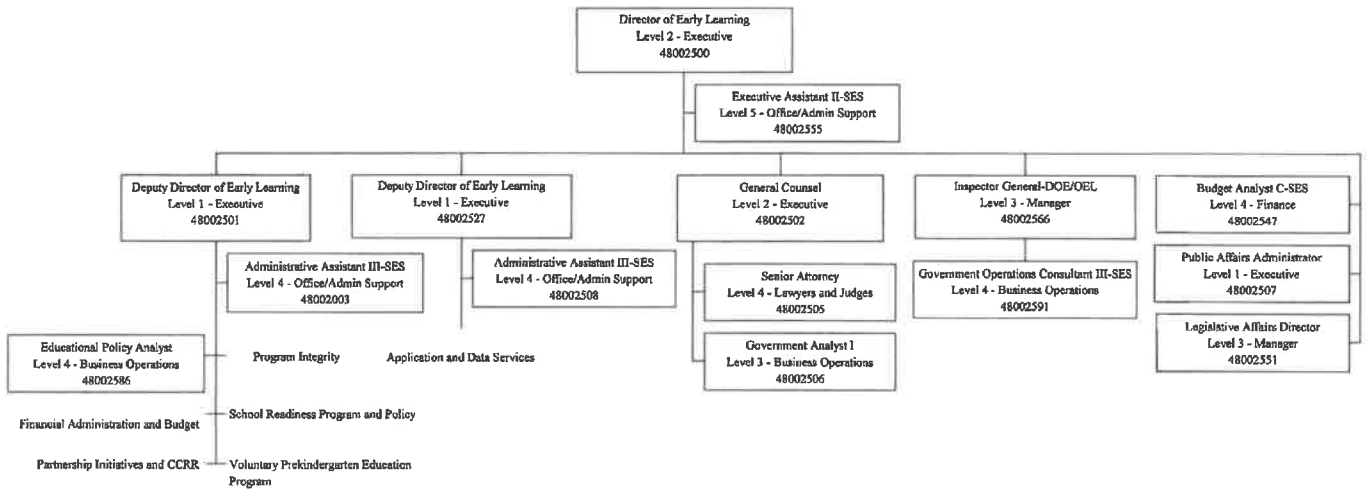 Director of Early Learning
Level 2 - Executive
48002500
Executive Assistant II-SES
Level 5 - Office/Admin Support
48002555
Deputy Director of Early Learning
Level 1 - Executive
48002501
Deputy Director of Early Learning
Level 1 - Executive
48002527
General Counsel
Level 2 - Executive
48002502
Inspector General-DOE/OEL
Level 3 - Manager
48002566
Budget Analyst C-SES
Level 4 - Finance
48002547
Administrative Assistant III-SES
Level 4 - Office/Admin Support
48002003
Administrative Assistant III-SES
Level 4 - Office/Admin Support
48002508
Senior Attorney
Level 4 - Lawyers and Judges
48002505
Government Operations Consultant III-SES
Level 4 - Business Operations
48002591
Public Affairs Administrator
Level 1 - Executive
48002507
Educational Policy Analyst
Level 4 - Business Operations
48002586
Program Integrity
Application and Data Services
Government Analyst I
Level 3 - Business Operations
48002506
Legislative Affairs Director
Level 3 - Manager
48002551
Financial Administration and Budget
School Readiness Program and Policy
Partnership Initiatives and CCRR
Voluntary Prekindergarten Education
Program